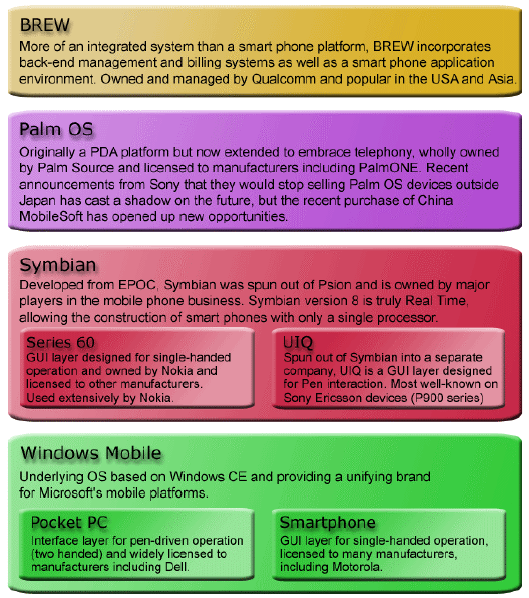 BREW
More of an integrated system than a smart phone platform, BREW incorporates
back-end management and billing systems as well as a smart phone application
environment. Owned and managed by Qualcomm and popular in the USA and Asia.
Palm OS
Originally a PDA platform but now extended to embrace telephony, wholly owned
by Palm Source and licensed to manufacturers including PalmONE. Recent
announcements from Sony that they would stop selling Palm OS devices outside
Japan has cast a shadow on the future, but the recent purchase of China
MobileSoft has opened up new opportunities.
Symbian
Developed from EPOC, Symbian was spun out of Psion and is owned by major
players in the mobile phone business. Symbian version 8 is truly Real Time,
allowing the construction of smart phones with only a single processor.
Series 60
GUI layer designed for single-handed
operation and owned by Nokia and
licensed to other manufacturers.
Used extensively by Nokia.
UIQ
Spun out of Symbian into a separate
company, UIQ is a GUI layer designed
for Pen interaction. Most well-known on
Sony Ericsson devices (P900 series)
Windows Mobile
Underlying OS based on Windows CE and providing a unifying brand
for Microsoft's mobile platforms.
Pocket PC
Interface layer for pen-driven operation
(two handed) and widely licensed to
manufacturers including Dell.
Smartphone
GUI layer for single-handed operation,
licensed to many manufacturers,
including Motorola.